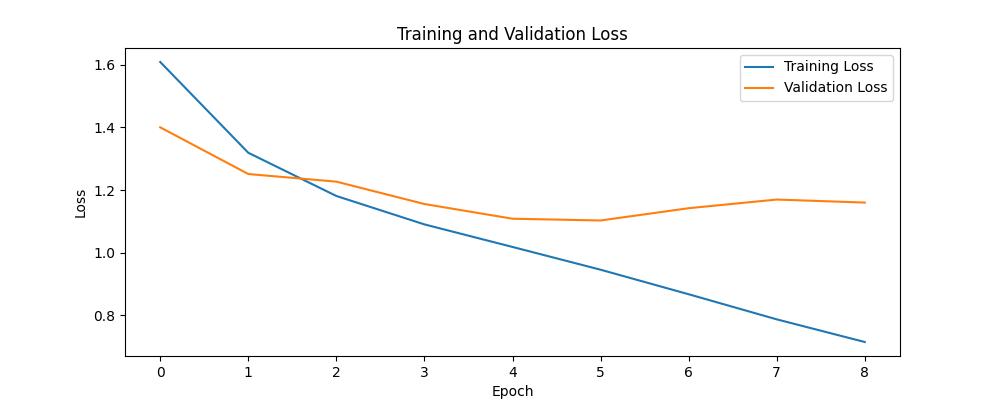 Training and Validation Loss
Training Loss
Validation Loss
Loss
1.6
1.4
1.2
1.0
0.8
0 1 2 3 4 5 6 7 8
Epoch